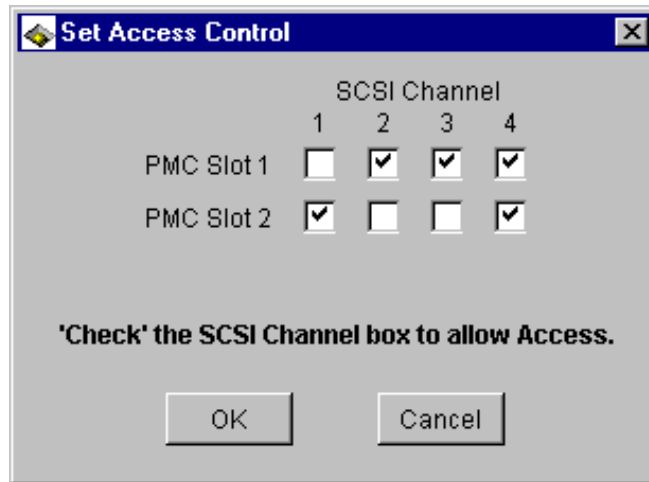 Set Access Control
SCSI Channel
1 2 3 4
PMC Slot 1
PMC Slot 2
'Check' the SCSI Channel box to allow Access.
OK Cancel